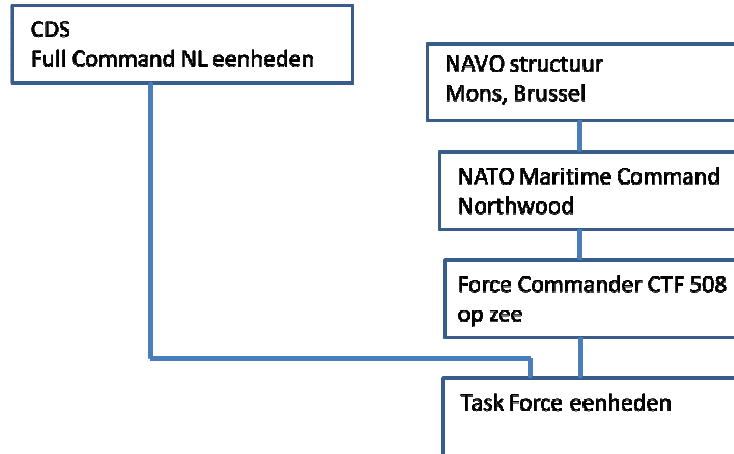 CDS
Full Command NL eenheden
NAVO structuur
Mons, Brussel
NATO Maritime Command
Northwood
Force Commander CTF 508
op zee
Task Force eenheden